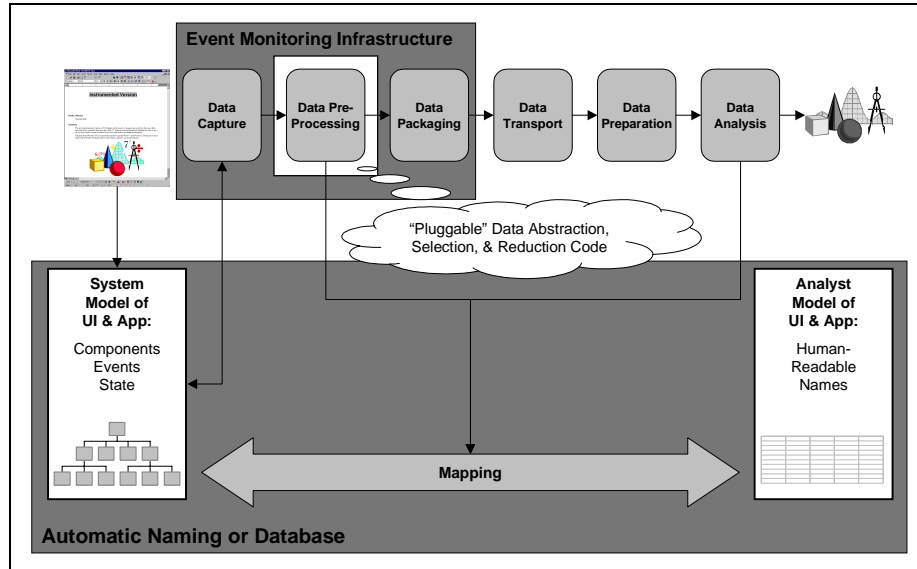 Event Monitoring Infrastructure
Instrumented Version
Data
Capture
Data Pre-
Processing
Data
Packaging
Data
Transport
Data
Preparation
Data
Analysis
“Pluggable” Data Abstraction,
Selection, & Reduction Code
System
Model of
UI & App:
Components
Events
State
Analyst
Model of
UI & App:
Human-
Readable
Names
Mapping
Automatic Naming or Database